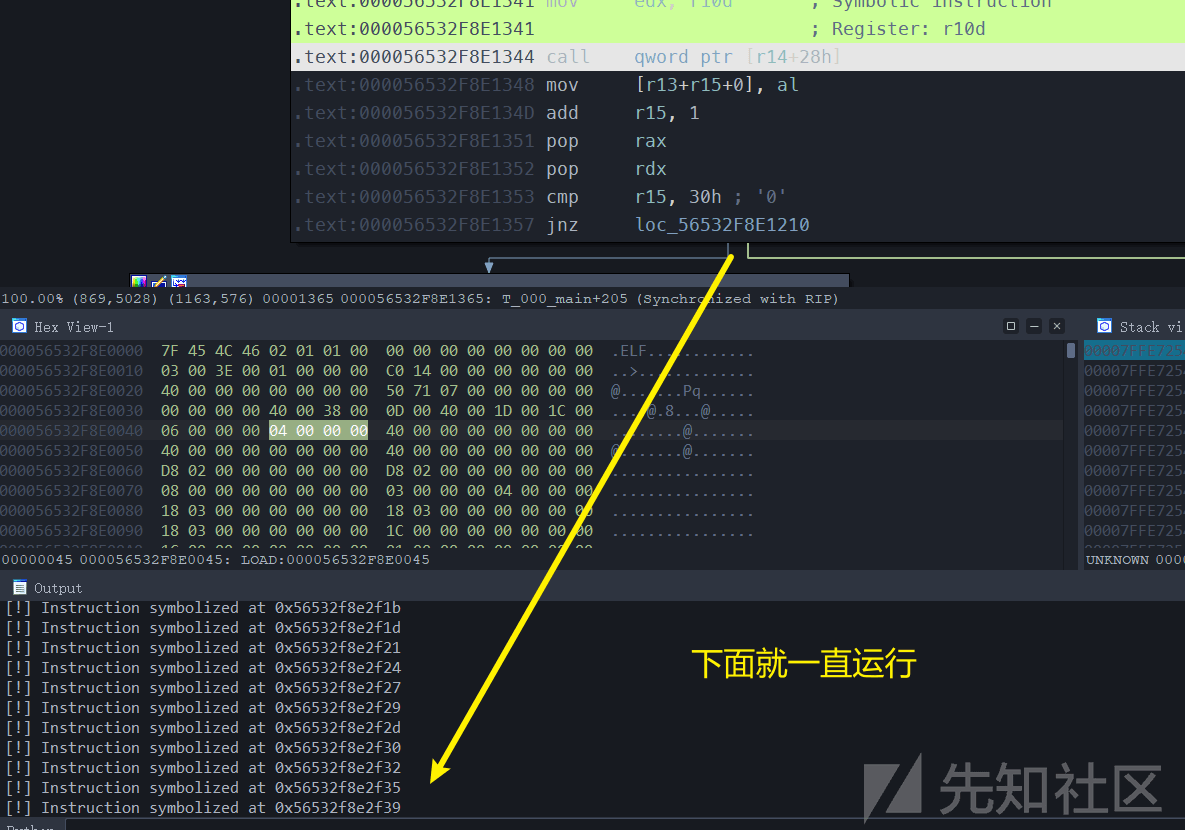 .text:000056532F8E1341 mov edx, r10d ; Symbolic instruction
.text:000056532F8E1341 ; Register: r10d
.text:000056532F8E1344 call qword ptr [r14+28h]
.text:000056532F8E1348 mov [r13+r15+0], al
.text:000056532F8E134D add r15, 1
.text:000056532F8E1351 pop rax
.text:000056532F8E1352 pop rdx
.text:000056532F8E1353 cmp r15, 30h ; '0'
.text:000056532F8E1357 jnz loc_56532F8E1210
100.00% (869,5028) (1163,576) 00001365 000056532F8E1365: T_000_main+205 (Synchronized with RIP)
Hex View-1
Stack vi
000056532F8E0000 7F 45 4C 46 02 01 01 00 00 00 00 00 00 00 00 00 .ELF............
00007FFE725
000056532F8E0010 03 00 3E 00 01 00 00 00 C0 14 00 00 00 00 00 00 ..>.............
00007FFE7254
000056532F8E0020 40 00 00 00 00 00 00 00 50 71 07 00 00 00 00 00 @.......Pq......
00007FFE7254
000056532F8E0030 00 00 00 00 40 00 38 00 0D 00 40 00 1D 00 1C 00 ....@.8...@.....
00007FFE7254
000056532F8E0040 06 00 00 00 04 00 00 00 40 00 00 00 00 00 00 00 ........@.......
00007FFE7254
000056532F8E0050 40 00 00 00 00 00 00 00 40 00 00 00 00 00 00 00 @.......@.......
00007FFE7254
000056532F8E0060 D8 02 00 00 00 00 00 00 D8 02 00 00 00 00 00 00 ................
00007FFE7254
000056532F8E0070 08 00 00 00 00 00 00 00 03 00 00 00 04 00 00 00 ................
00007FFE7254
000056532F8E0080 18 03 00 00 00 00 00 00 18 03 00 00 00 00 00 00 ................
00007FFE7254
000056532F8E0090 18 03 00 00 00 00 00 00 1C 00 00 00 00 00 00 00 ................
00007FFE7254
00000045 000056532F8E0045: LOAD:000056532F8E0045
UNKNOWN 0000
Output
[!] Instruction symbolized at 0x56532f8e2f1b
[!] Instruction symbolized at 0x56532f8e2f1d
[!] Instruction symbolized at 0x56532f8e2f21
[!] Instruction symbolized at 0x56532f8e2f24
[!] Instruction symbolized at 0x56532f8e2f27
[!] Instruction symbolized at 0x56532f8e2f29
[!] Instruction symbolized at 0x56532f8e2f2d
[!] Instruction symbolized at 0x56532f8e2f30
[!] Instruction symbolized at 0x56532f8e2f32
[!] Instruction symbolized at 0x56532f8e2f35
[!] Instruction symbolized at 0x56532f8e2f39
下面就一直运行
先知社区